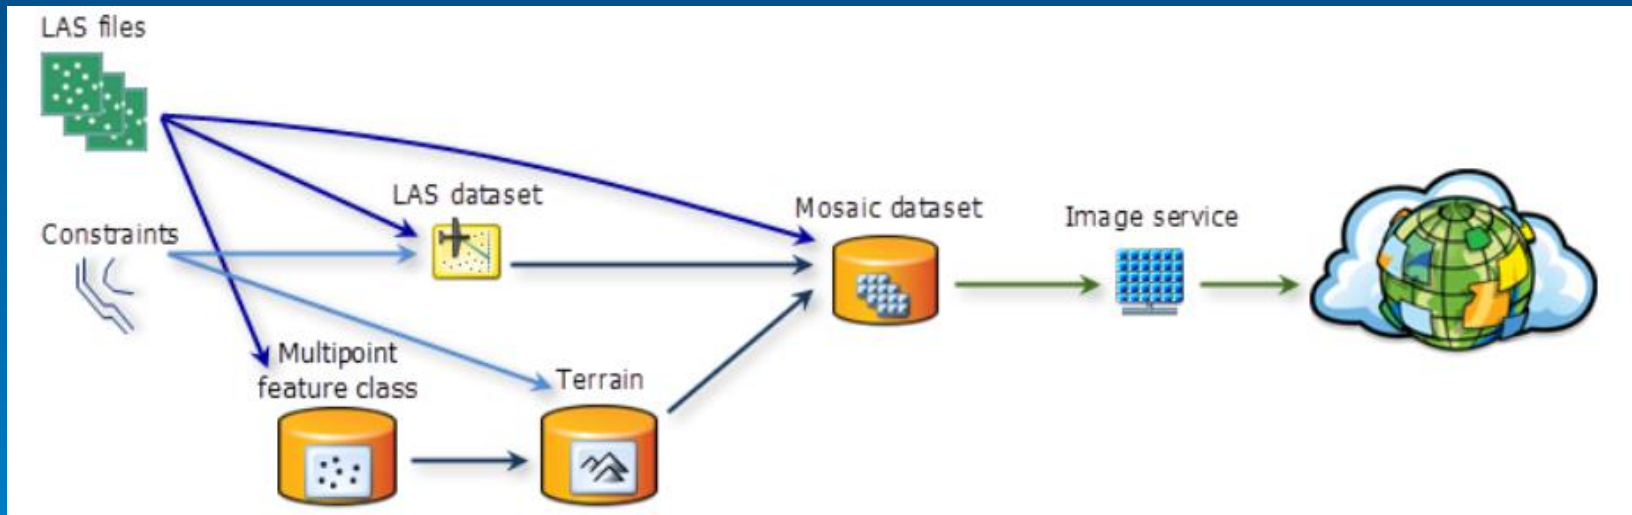 LAS files
LAS dataset
Mosaic dataset
Image service
Constraints
Multipoint
feature class
Terrain